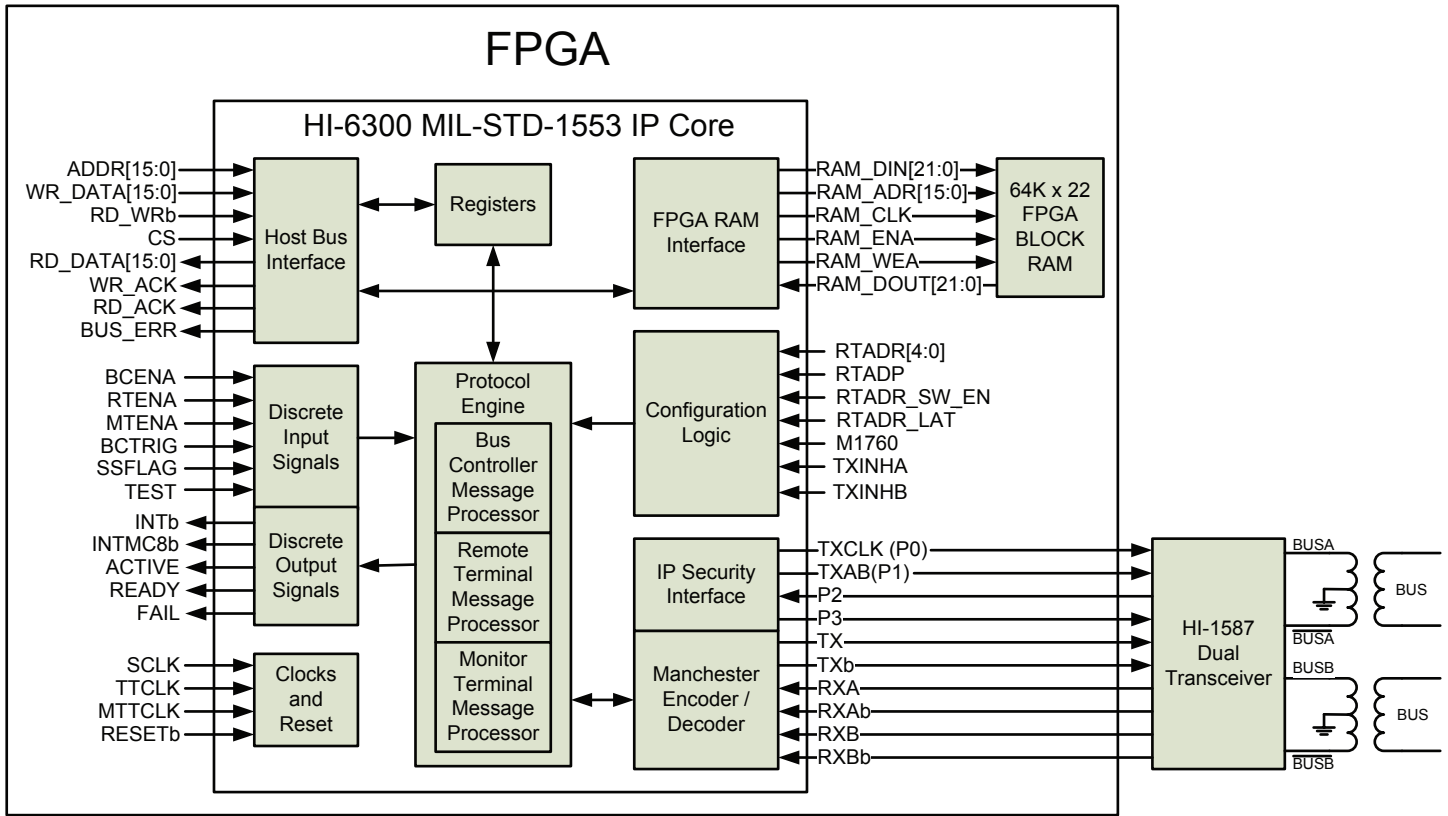 FPGA
HI-6300 MIL-STD-1553 IP Core
ADDR[15:0]
WR_DATA[15:0]
RD_WRb
CS
RD_DATA[15:0]
WR_ACK
RD_ACK
BUS_ERR
Host Bus
Interface
Registers
FPGA RAM
Interface
RAM_DIN[21:0]
RAM_ADR[15:0]
RAM_CLK
RAM_ENA
RAM_WEA
RAM_DOUT[21:0]
64K x 22
FPGA
BLOCK
RAM
BCENA
RTENA
MTENA
BCTRIG
SSFLAG
TEST
Discrete
Input
Signals
INTb
INTMC8b
ACTIVE
READY
FAIL
Discrete
Output
Signals
SCLK
TTCLK
MTTCLK
RESETb
Clocks
and
Reset
Protocol
Engine
Bus
Controller
Message
Processor
Remote
Terminal
Message
Processor
Monitor
Terminal
Message
Processor
Configuration
Logic
RTADR[4:0]
RTADP
RTADR_SW_EN
RTADR_LAT
M1760
TXINHA
TXINHB
IP Security
Interface
Manchester
Encoder /
Decoder
TXCLK (P0)
TXAB(P1)
P2
P3
TX
TXb
RXA
RXAb
RXB
RXBb
HI-1587
Dual
Transceiver
BUSA
BUS
BUSA
BUSB
BUS
BUSB